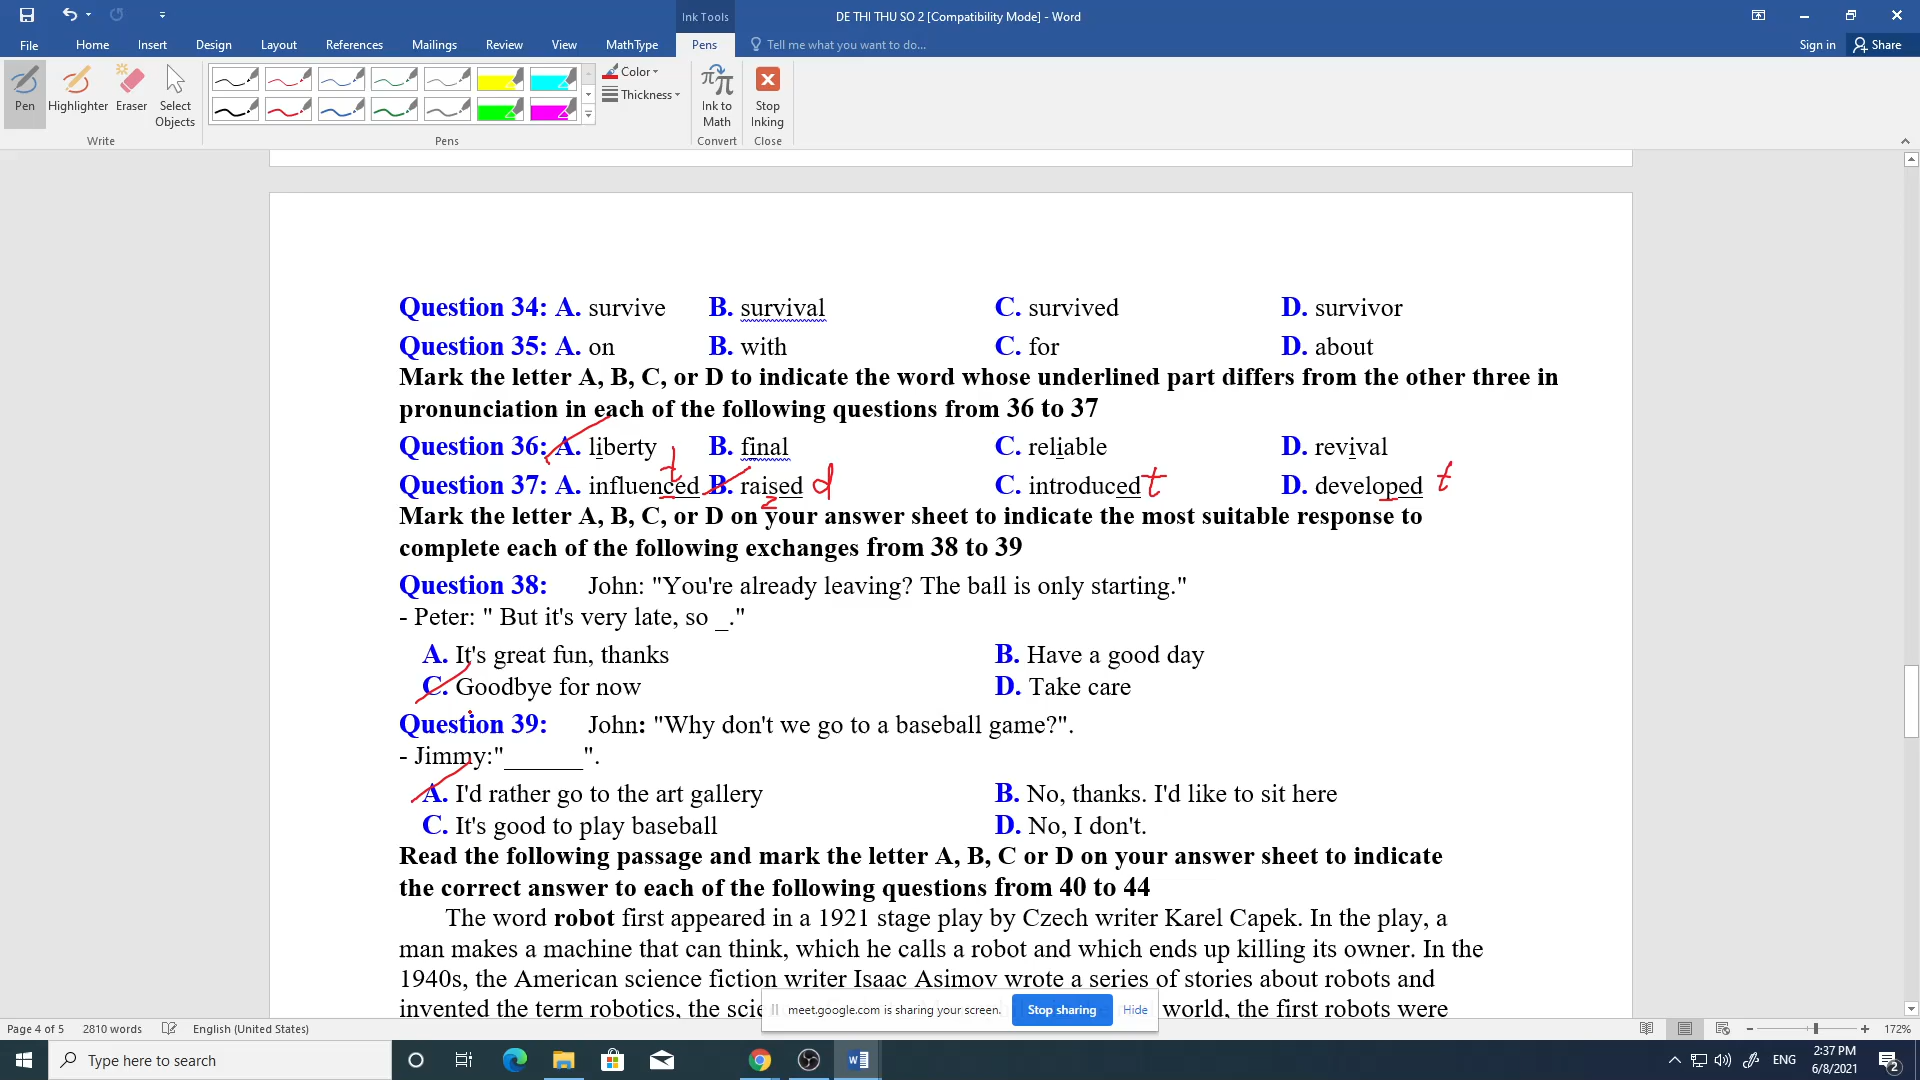 Ink Tools
DE THI THU SO 2 [Compatibility Mode] - Word
File Home Insert Design Layout References Mailings Review View MathType Pens Tell me what you want to do... Sign in Share
Pen Highlighter Eraser Select Objects
Color
Thickness
Ink to Math
Stop Inking
Write Pens Convert Close
Question 34: A. survive B. survival C. survived D. survivor
Question 35: A. on B. with C. for D. about
Mark the letter A, B, C, or D to indicate the word whose underlined part differs from the other three in
pronunciation in each of the following questions from 36 to 37
Question 36: A. liberty B. final C. reliable D. revival
t
Question 37: A. influenced B. raised d C. introduced t D. developed t
z
Mark the letter A, B, C, or D on your answer sheet to indicate the most suitable response to
complete each of the following exchanges from 38 to 39
Question 38: John: "You're already leaving? The ball is only starting."
- Peter: " But it's very late, so _."
A. It's great fun, thanks B. Have a good day
C. Goodbye for now D. Take care
Question 39: John: "Why don't we go to a baseball game?".
- Jimmy:"______".
A. I'd rather go to the art gallery B. No, thanks. I'd like to sit here
C. It's good to play baseball D. No, I don't.
Read the following passage and mark the letter A, B, C or D on your answer sheet to indicate
the correct answer to each of the following questions from 40 to 44
The word robot first appeared in a 1921 stage play by Czech writer Karel Capek. In the play, a
man makes a machine that can think, which he calls a robot and which ends up killing its owner. In the
1940s, the American science fiction writer Isaac Asimov wrote a series of stories about robots and
invented the term robotics, the world, the first robots were
meet.google.com is sharing your screen. Stop sharing Hide
Page 4 of 5 2810 words English (United States) 172%
Type here to search
ENG
2:37 PM
6/8/2021
2